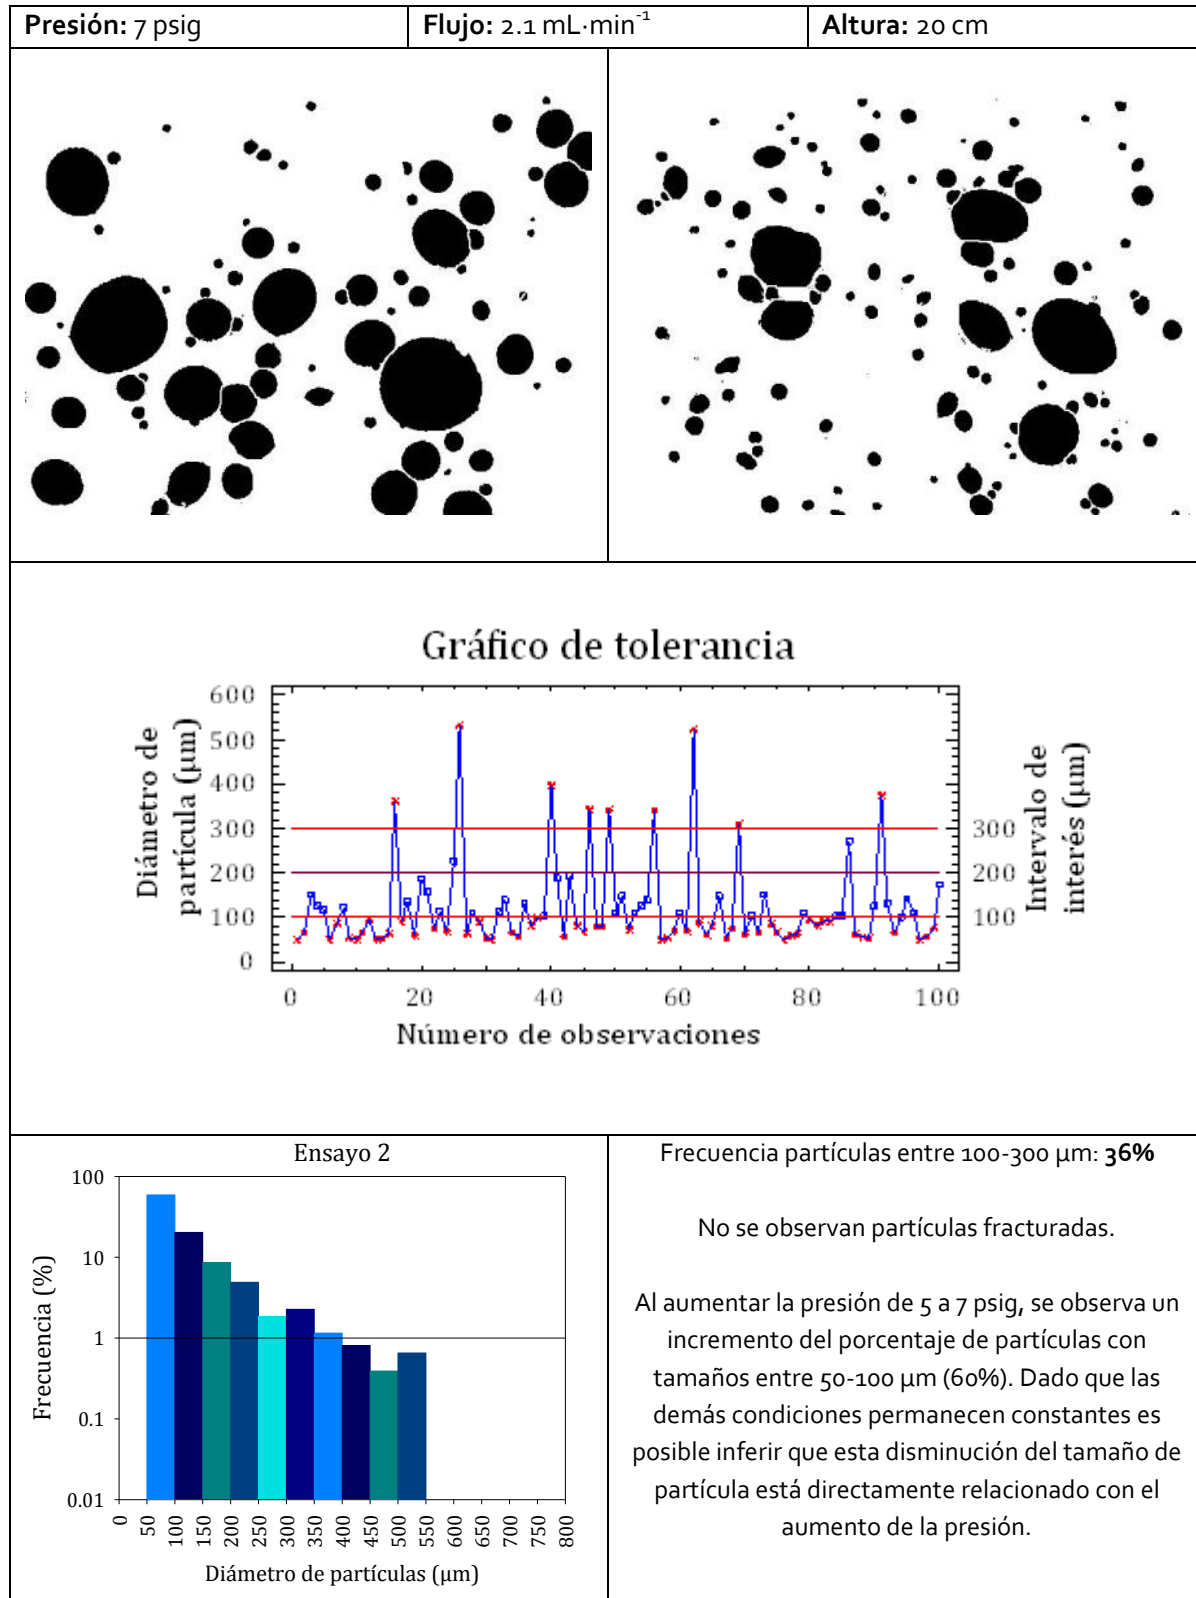 Presión: 7 psig
Flujo: 2.1 mL·min⁻¹
Altura: 20 cm
Gráfico de tolerancia
Diámetro de
partícula (µm)
600
500
400
300
200
100
0
300
200
100
Intervalo de
interés (µm)
0 20 40 60 80 100
Número de observaciones
Ensayo 2
Frecuencia (%)
100
10
1
0.1
0.01
0 50 100 150 200 250 300 350 400 450 500 550 600 650 700 750 800
Diámetro de partículas (µm)
Frecuencia partículas entre 100-300 µm: 36%
No se observan partículas fracturadas.
Al aumentar la presión de 5 a 7 psig, se observa un
incremento del porcentaje de partículas con
tamaños entre 50-100 µm (60%). Dado que las
demás condiciones permanecen constantes es
posible inferir que esta disminución del tamaño de
partícula está directamente relacionado con el
aumento de la presión.